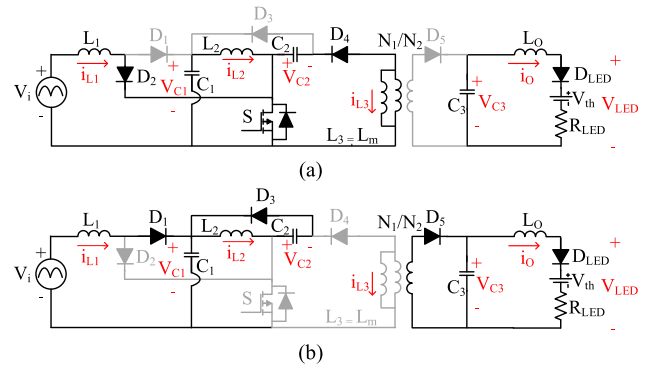 L1 D1 D3 L2 C2 D4 N1/N2 D5 LO
iL1 D2 VC1 C1 iL2 VC2 iO DLED
Vi + - S iL3 C3 VC3 Vth VLED
L3 = Lm RLED
(a)
L1 D1 D3 L2 C2 D4 N1/N2 D5 LO
iL1 D2 VC1 C1 iL2 VC2 iO DLED
Vi + - S iL3 C3 VC3 Vth VLED
L3 = Lm RLED
(b)